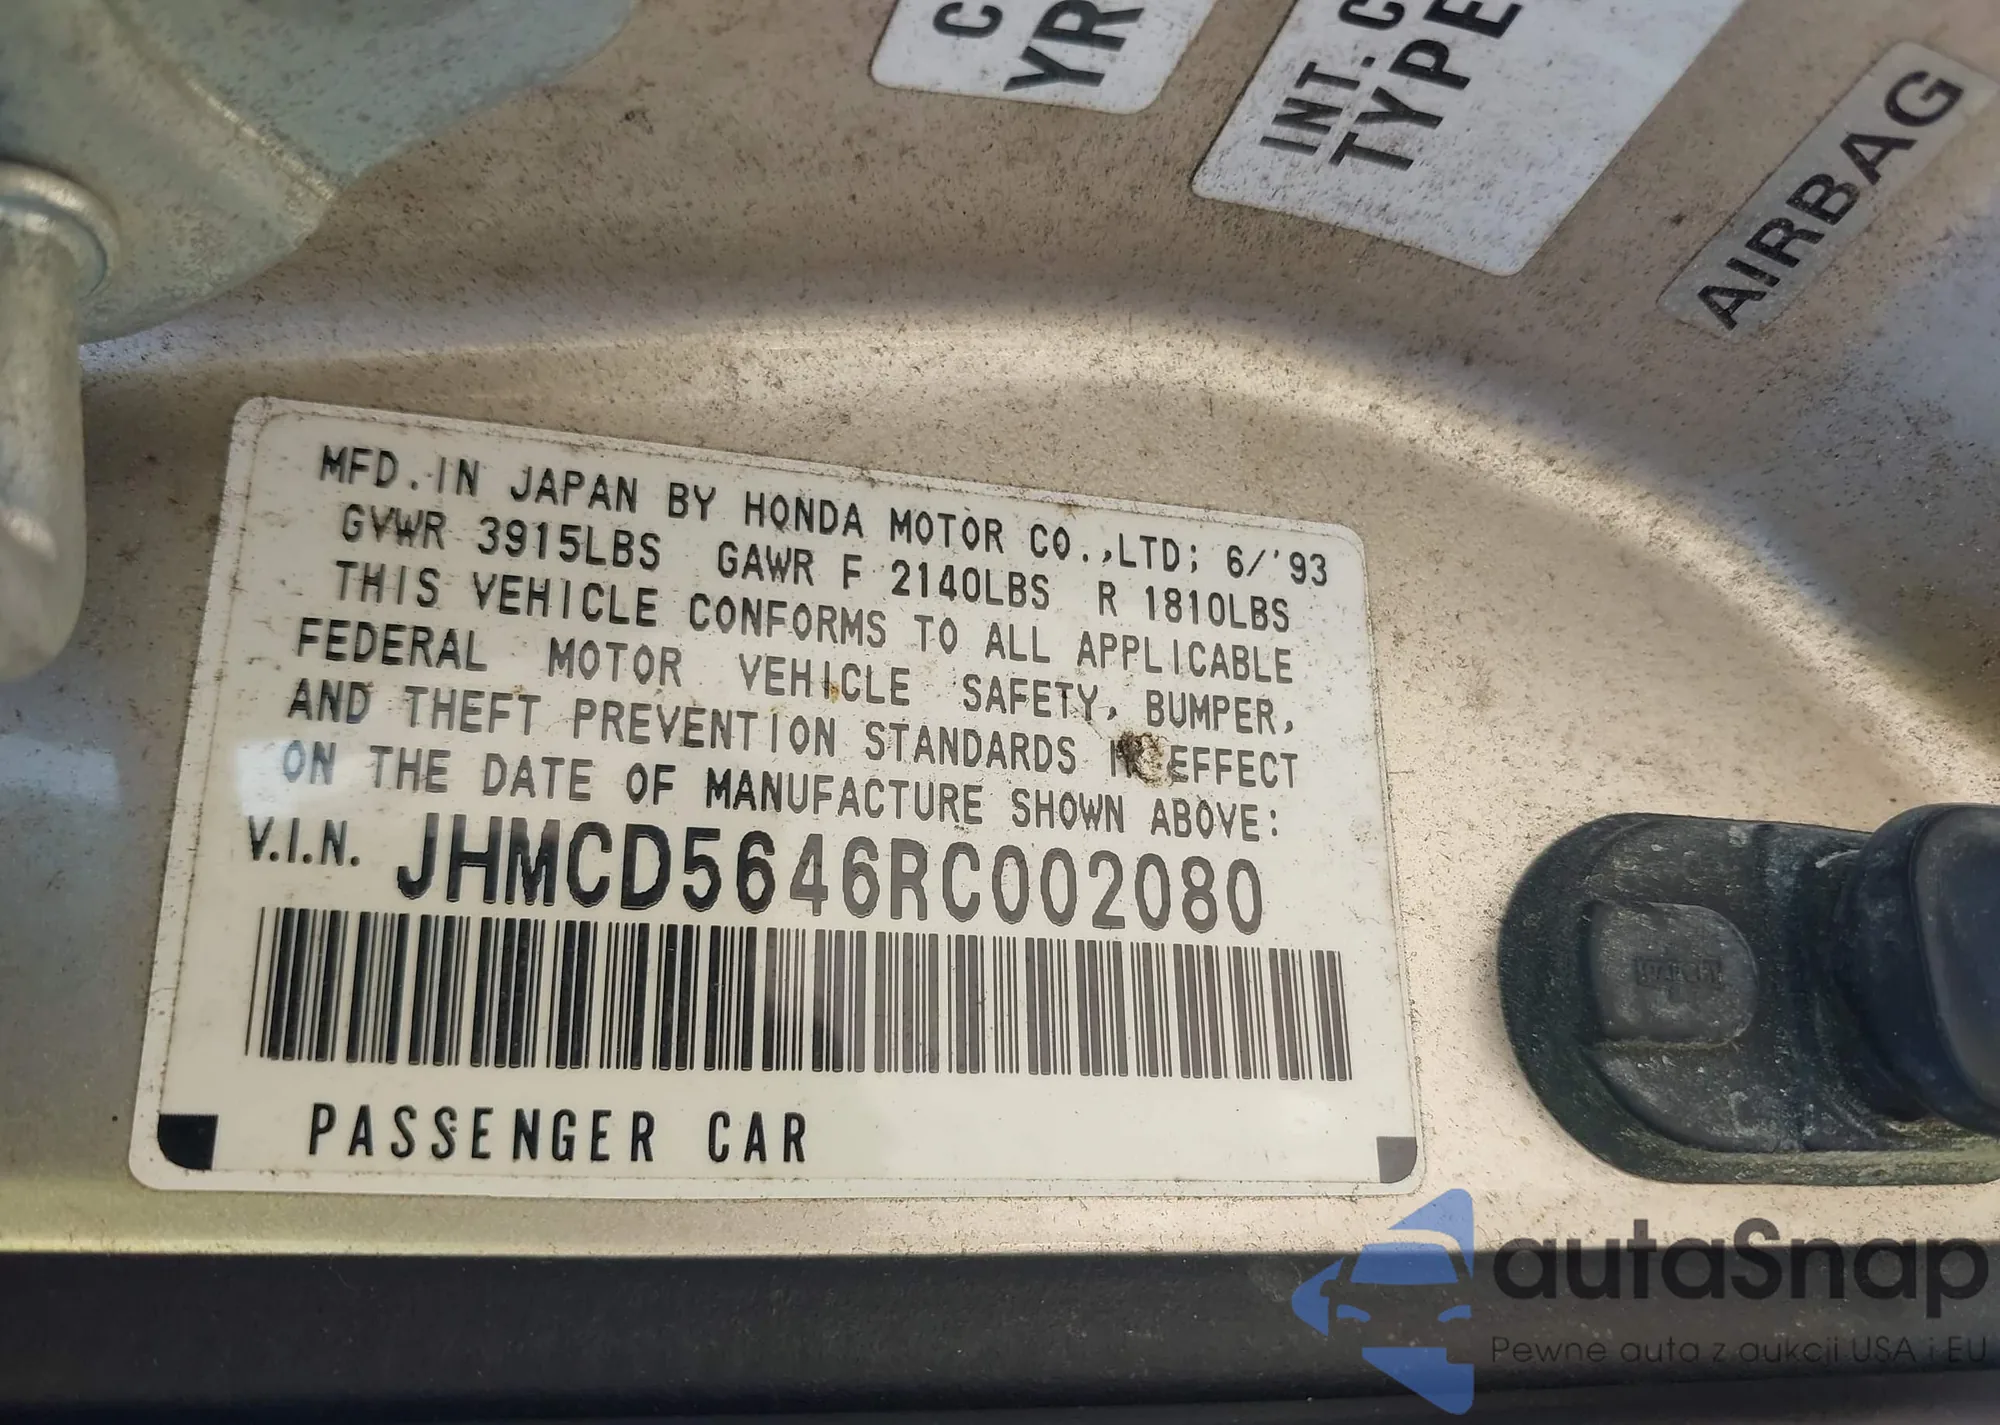 C
YR
INT. C
TYPE
AIRBAG
MFD. IN JAPAN BY HONDA MOTOR CO.,LTD; 6/'93
GVWR 3915LBS GAWR F 2140LBS R 1810LBS
THIS VEHICLE CONFORMS TO ALL APPLICABLE
FEDERAL MOTOR VEHICLE SAFETY, BUMPER,
AND THEFT PREVENTION STANDARDS IN EFFECT
ON THE DATE OF MANUFACTURE SHOWN ABOVE:
V.I.N. JHMCD5646RC002080
PASSENGER CAR
autaSnap
Pewne auta z aukcji USA i EU